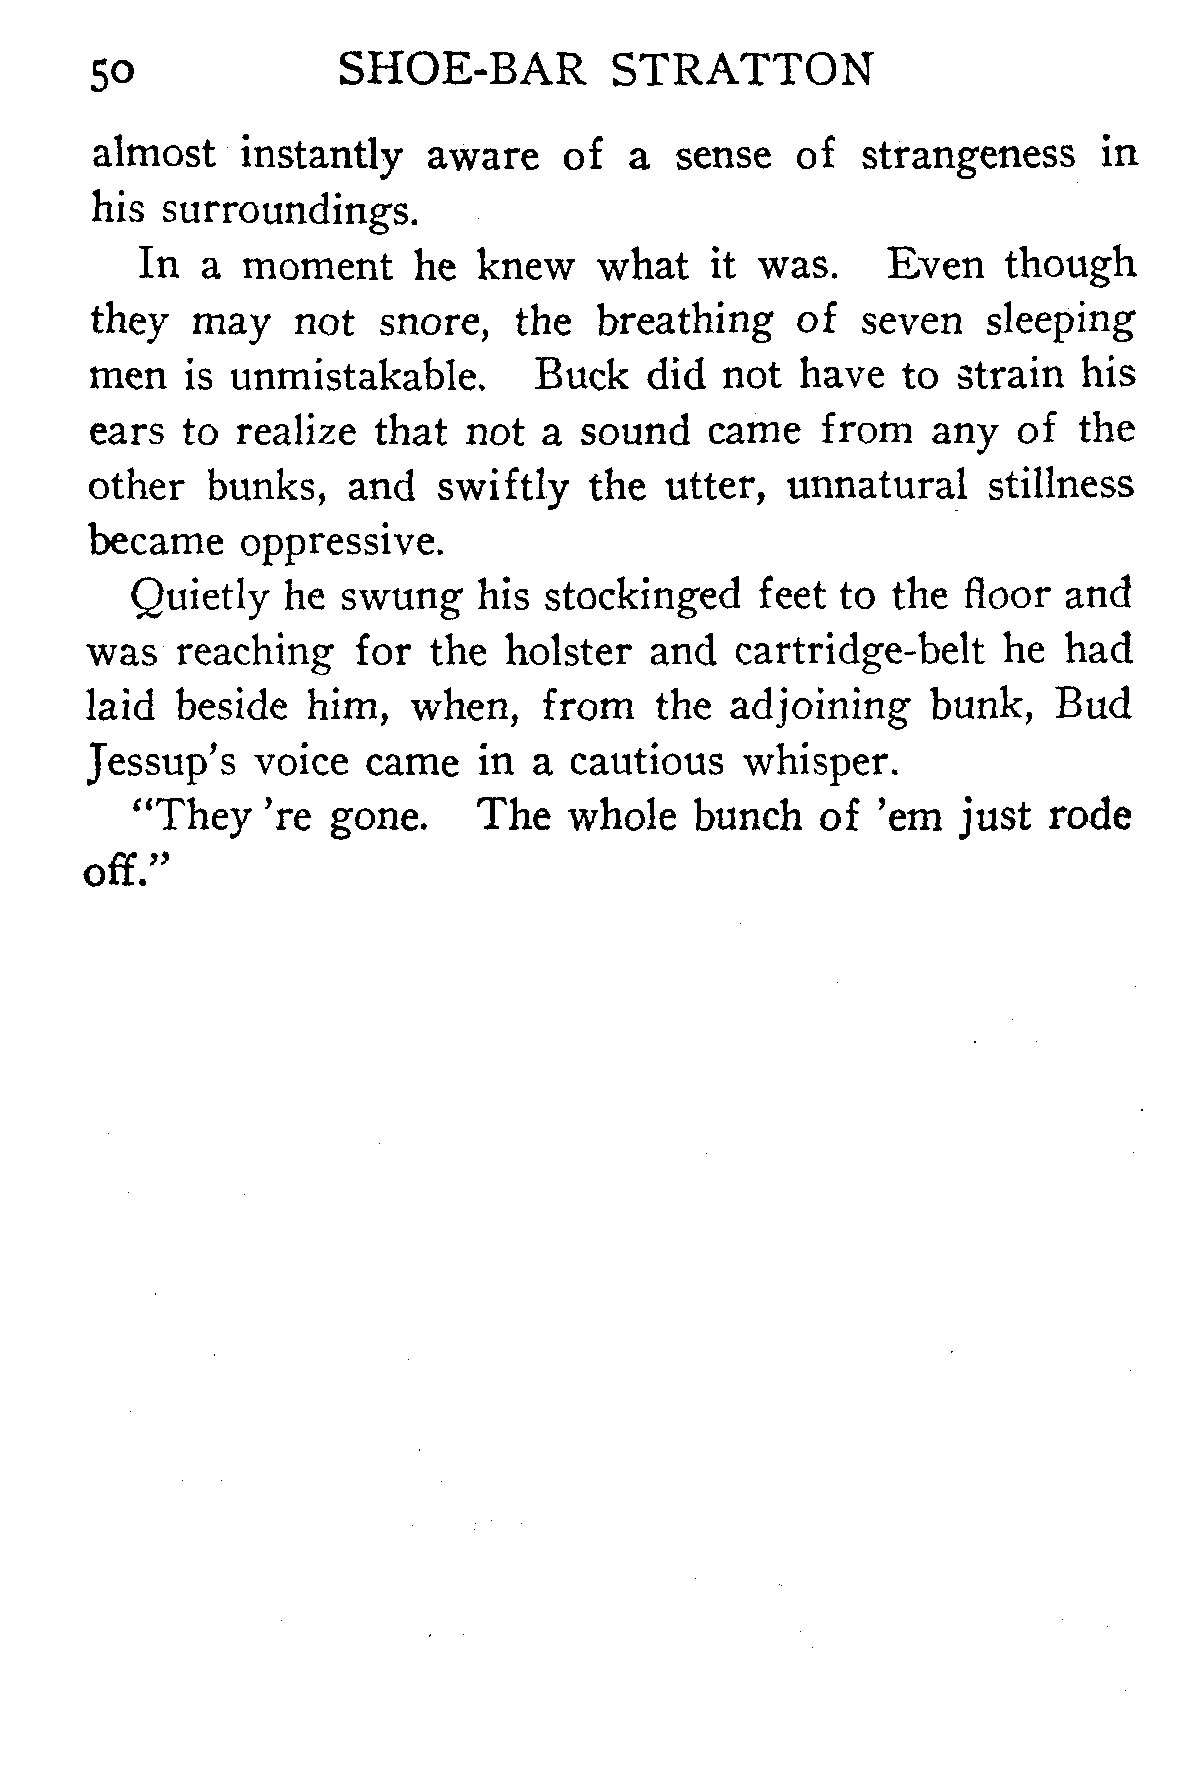 50 SHOE-BAR STRATTON
almost instantly aware of a sense of strangeness in
his surroundings.
In a moment he knew what it was. Even though
they may not snore, the breathing of seven sleeping
men is unmistakable. Buck did not have to strain his
ears to realize that not a sound came from any of the
other bunks, and swiftly the utter, unnatural stillness
became oppressive.
Quietly he swung his stockinged feet to the floor and
was reaching for the holster and cartridge-belt he had
laid beside him, when, from the adjoining bunk, Bud
Jessup's voice came in a cautious whisper.
“They 're gone. The whole bunch of 'em just rode
off.”